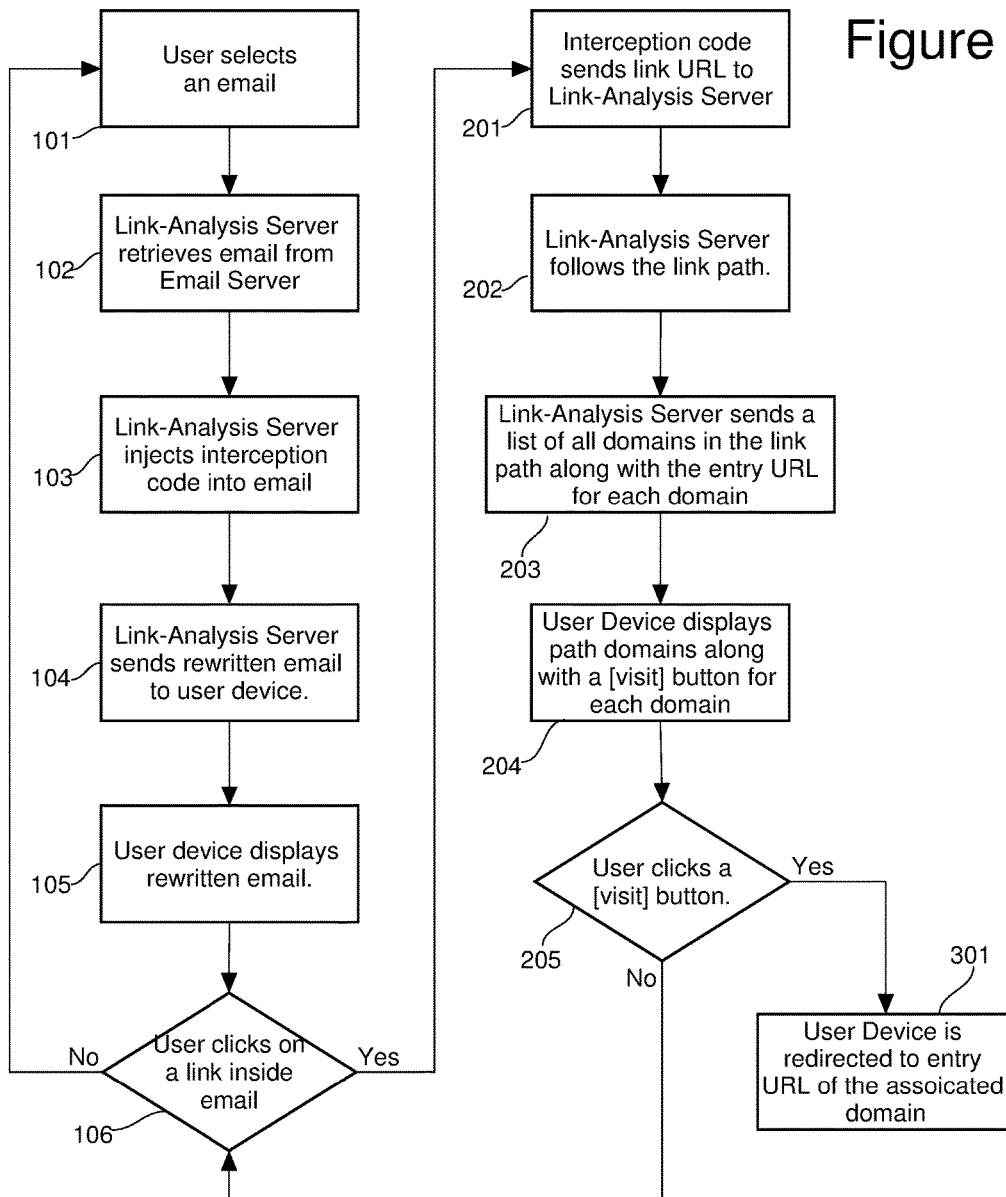 Figure
User selects
an email
101
Link-Analysis Server
retrieves email from
Email Server
102
Link-Analysis Server
injects interception
code into email
103
Link-Analysis Server
sends rewritten email
to user device.
104
User device displays
rewritten email.
105
User clicks on
a link inside
email
No
Yes
106
Interception code
sends link URL to
Link-Analysis Server
201
Link-Analysis Server
follows the link path.
202
Link-Analysis Server sends a
list of all domains in the link
path along with the entry URL
for each domain
203
User Device displays
path domains along
with a [visit] button for
each domain
204
User clicks a
[visit] button.
Yes
205
No
301
User Device is
redirected to entry
URL of the assoicated
domain